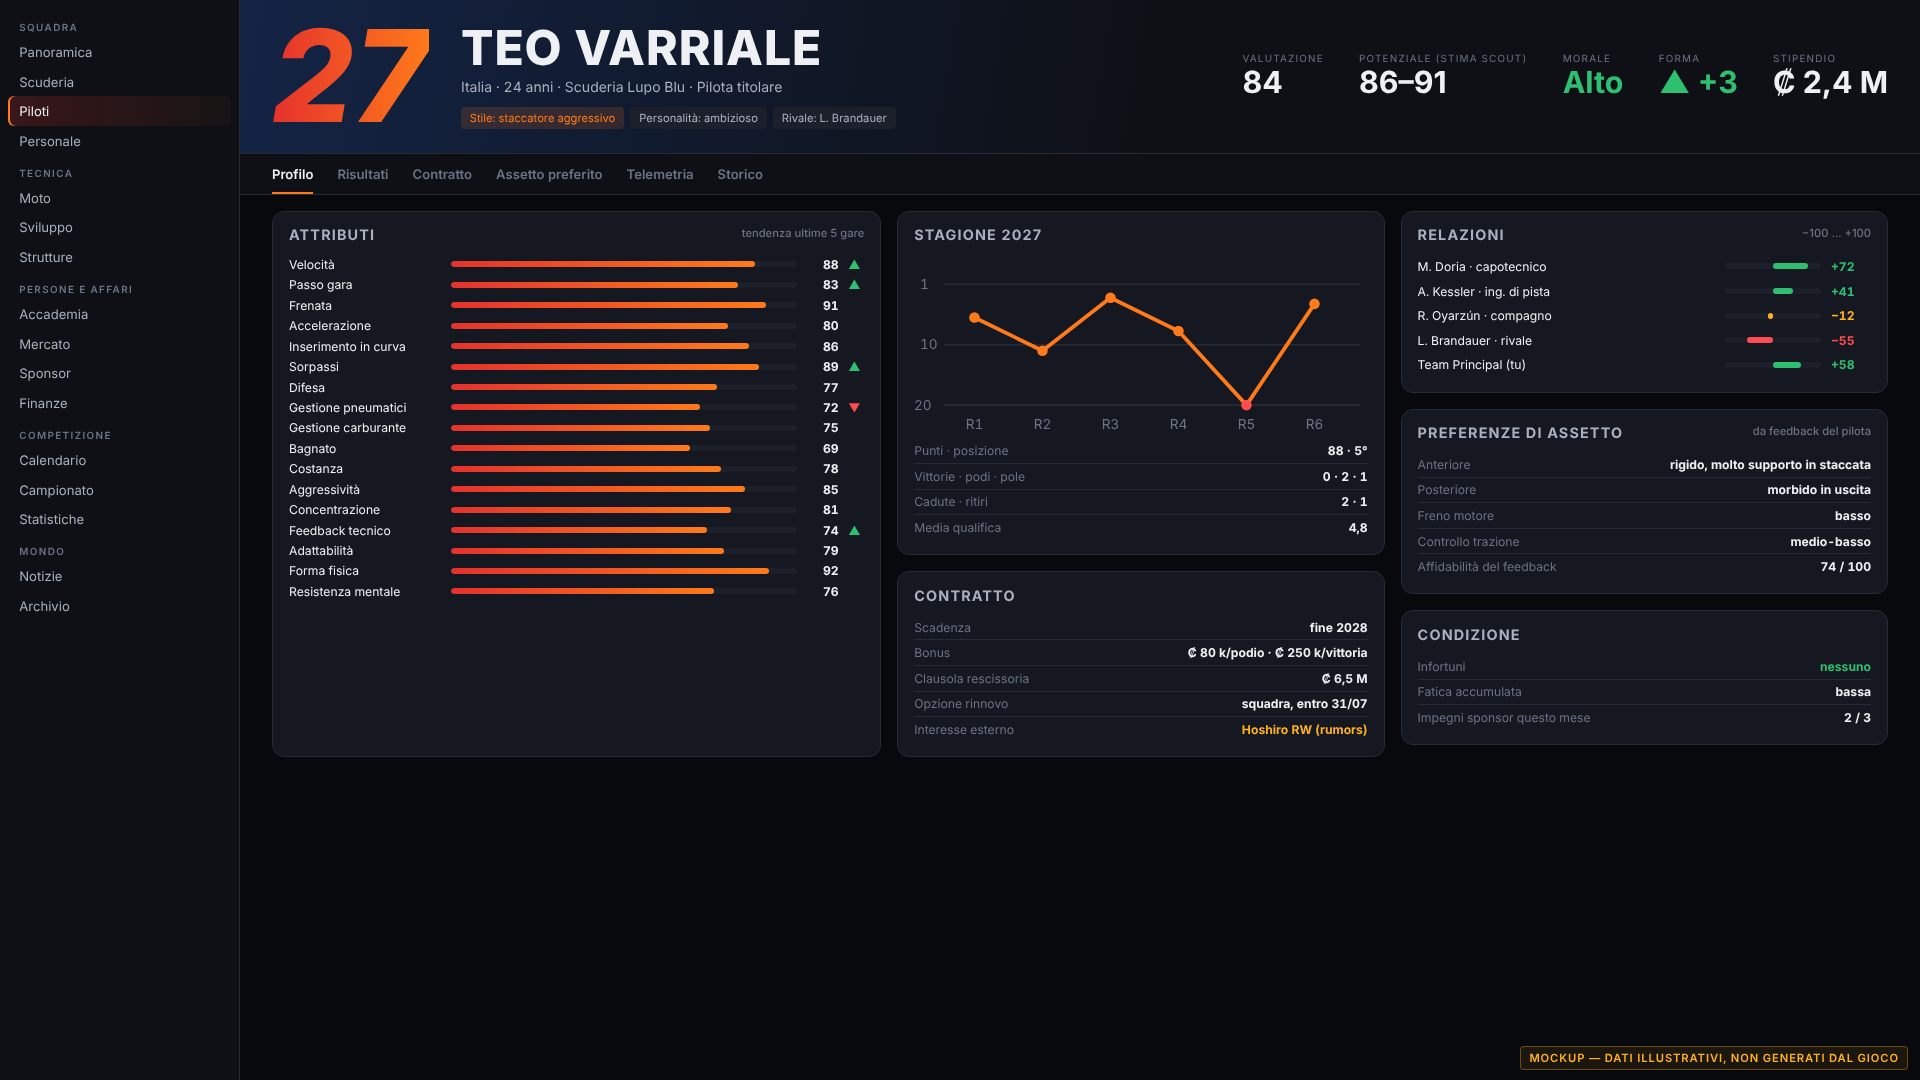 SQUADRA
Panoramica
Scuderia
Piloti
Personale
TECNICA
Moto
Sviluppo
Strutture
PERSONE E AFFARI
Accademia
Mercato
Sponsor
Finanze
COMPETIZIONE
Calendario
Campionato
Statistiche
MONDO
Notizie
Archivio
27
TEO VARRIALE
Italia · 24 anni · Scuderia Lupo Blu · Pilota titolare
Stile: staccatore aggressivo
Personalità: ambizioso
Rivale: L. Brandauer
VALUTAZIONE
84
POTENZIALE (STIMA SCOUT)
86–91
MORALE
Alto
FORMA
▲ +3
STIPENDIO
₡ 2,4 M
Profilo
Risultati
Contratto
Assetto preferito
Telemetria
Storico
ATTRIBUTI
tendenza ultime 5 gare
Velocità 88 ▲
Passo gara 83 ▲
Frenata 91
Accelerazione 80
Inserimento in curva 86
Sorpassi 89 ▲
Difesa 77
Gestione pneumatici 72 ▼
Gestione carburante 75
Bagnato 69
Costanza 78
Aggressività 85
Concentrazione 81
Feedback tecnico 74 ▲
Adattabilità 79
Forma fisica 92
Resistenza mentale 76
STAGIONE 2027
1
10
20
R1 R2 R3 R4 R5 R6
Punti · posizione 88 · 5°
Vittorie · podi · pole 0 · 2 · 1
Cadute · ritiri 2 · 1
Media qualifica 4,8
CONTRATTO
Scadenza fine 2028
Bonus ₡ 80 k/podio · ₡ 250 k/vittoria
Clausola rescissoria ₡ 6,5 M
Opzione rinnovo squadra, entro 31/07
Interesse esterno Hoshiro RW (rumors)
RELAZIONI
−100 … +100
M. Doria · capotecnico +72
A. Kessler · ing. di pista +41
R. Oyarzún · compagno −12
L. Brandauer · rivale −55
Team Principal (tu) +58
PREFERENZE DI ASSETTO
da feedback del pilota
Anteriore rigido, molto supporto in staccata
Posteriore morbido in uscita
Freno motore basso
Controllo trazione medio-basso
Affidabilità del feedback 74 / 100
CONDIZIONE
Infortuni nessuno
Fatica accumulata bassa
Impegni sponsor questo mese 2 / 3
MOCKUP — DATI ILLUSTRATIVI, NON GENERATI DAL GIOCO